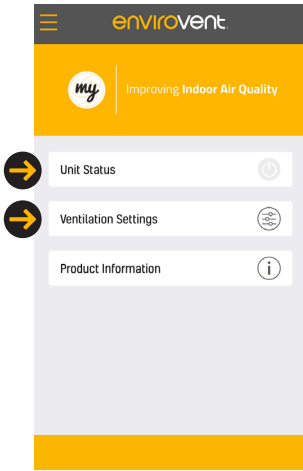 envirovent
my
Improving Indoor Air Quality
Unit Status
Ventilation Settings
Product Information